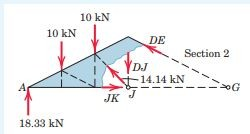 10 kN
10 kN
DE
Section 2
DJ
14.14 kN
A
JK
J
G
18.33 kN